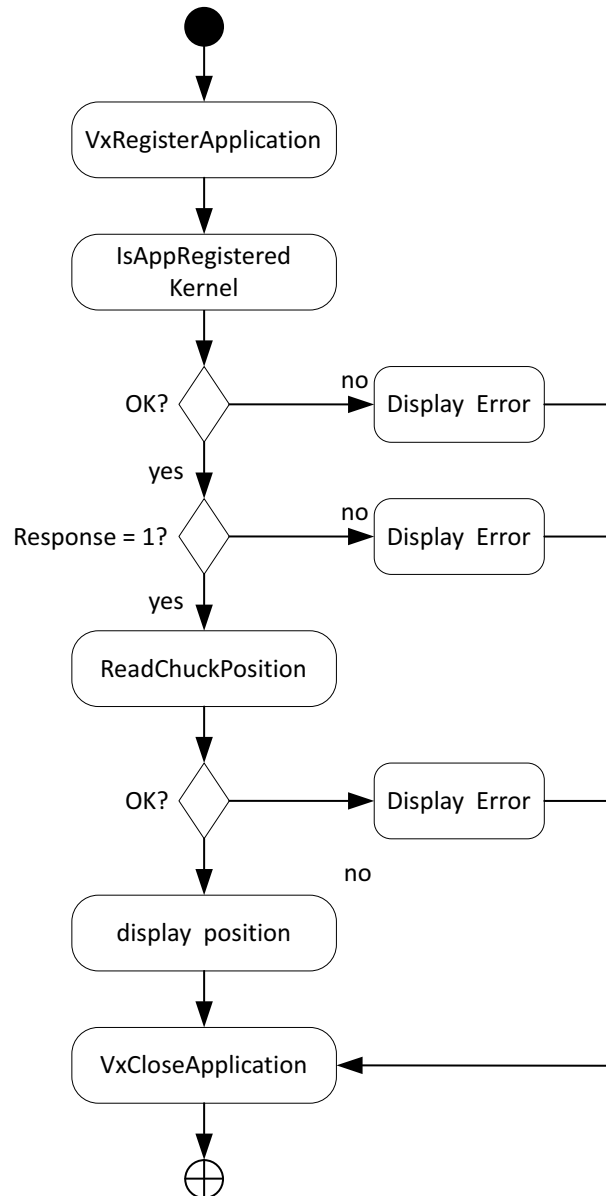 VxRegisterApplication
IsAppRegistered
Kernel
no
OK?
Display Error
yes
no
Response = 1?
Display Error
yes
ReadChuckPosition
OK?
Display Error
no
display position
VxCloseApplication